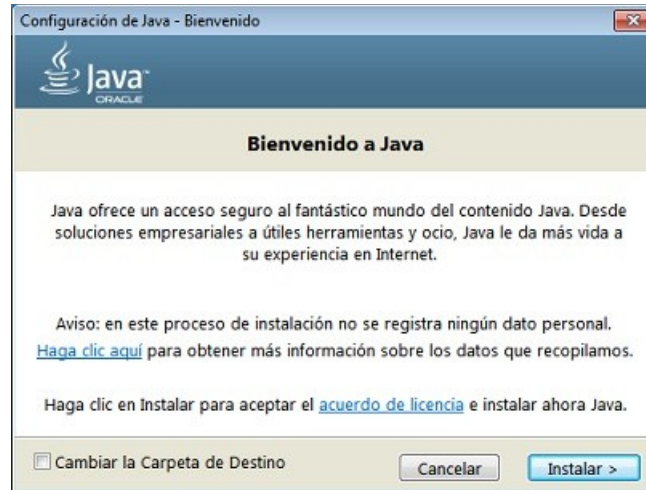 Configuración de Java - Bienvenido
Java™
ORACLE
Bienvenido a Java
Java ofrece un acceso seguro al fantástico mundo del contenido Java. Desde
soluciones empresariales a útiles herramientas y ocio, Java le da más vida a
su experiencia en Internet.
Aviso: en este proceso de instalación no se registra ningún dato personal.
Haga clic aquí para obtener más información sobre los datos que recopilamos.
Haga clic en Instalar para aceptar el acuerdo de licencia e instalar ahora Java.
Cambiar la Carpeta de Destino
Cancelar
Instalar >